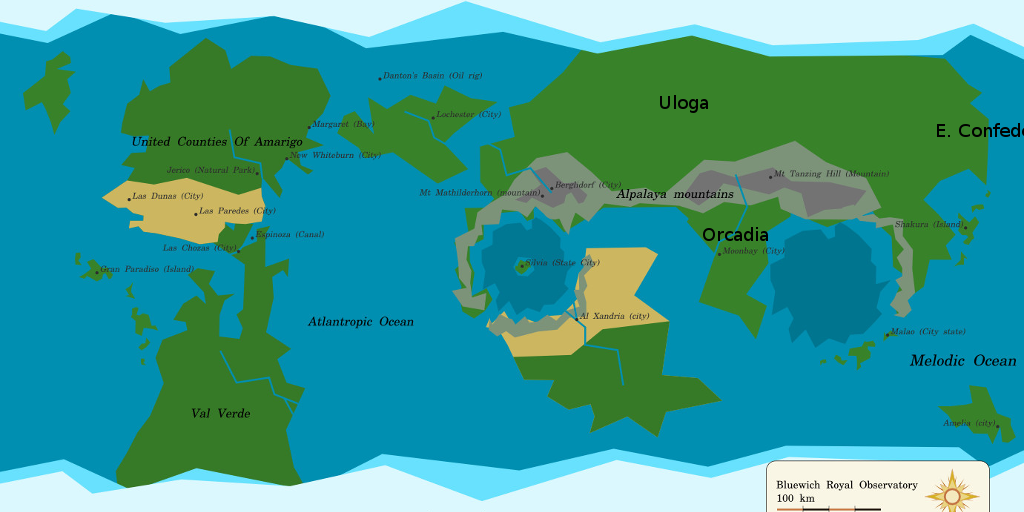 Danton's Basin (Oil rig)
Uloga
Lochester (City)
Margaret (Bay)
E. Confede
United Counties Of Amarigo
New Whiteburn (City)
Jerico (Natural Park)
Mt Tanzing Hill (Mountain)
Berghdorf (City)
Mt Mathilderhorn (mountain)
Alpalaya mountains
Las Dunas (City)
Las Paredes (City)
Shakura (Island)
Espinosa (Canal)
Orcadia
Las Chozas (City)
Moonbay (City)
Silvia (State City)
Gran Paradiso (Island)
Al Xandria (city)
Atlantropic Ocean
Malao (City state)
Melodic Ocean
Val Verde
Amelia (city)
Bluewich Royal Observatory
100 km